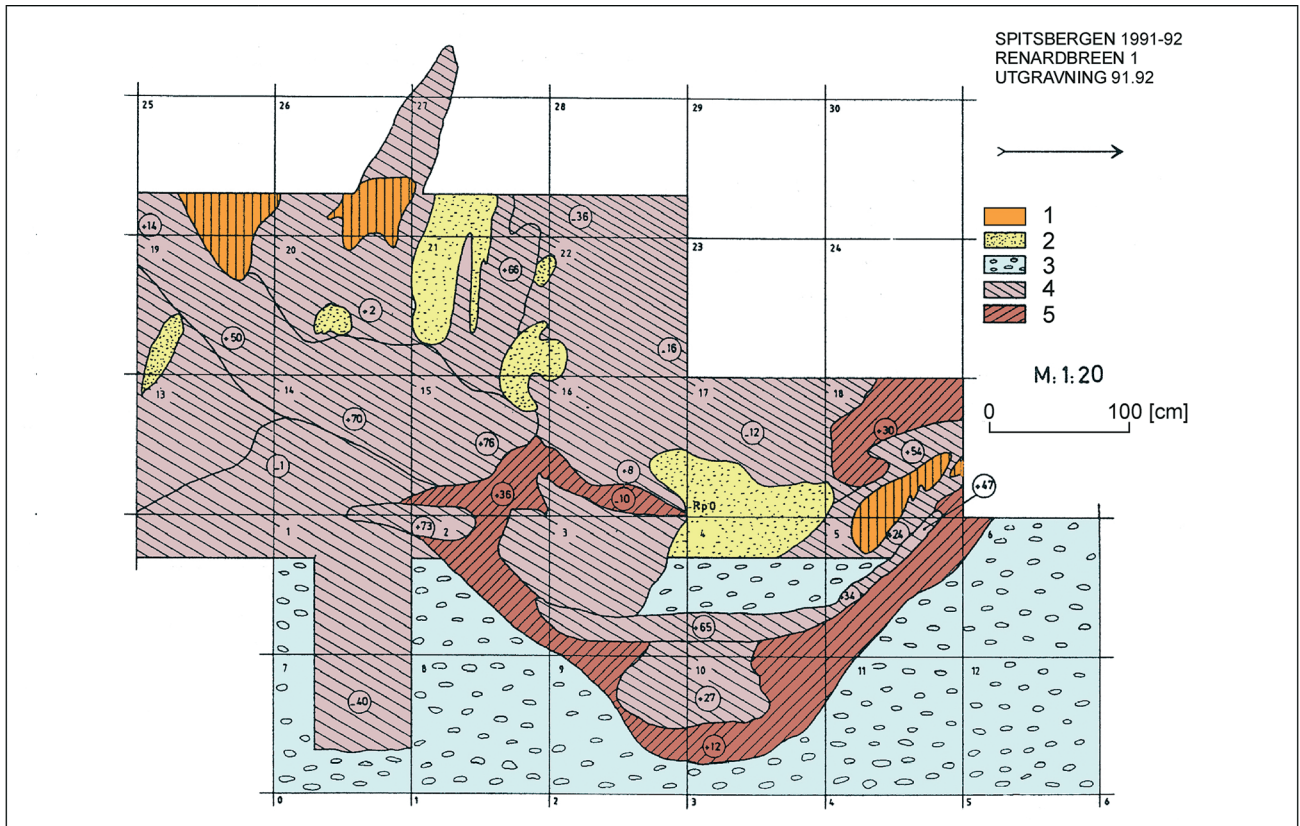 SPITSBERGEN 1991-92
RENARDBREEN 1
UTGRAVNING 91.92
25 26 27 28 29 30
+14 -36
19 20 21 22 23 24
+66
+2
+50 -16
1
2
3
4
5
M: 1:20
0 100 [cm]
13 14 15 16 17 18
+70 +76 -12 +30
+54
-1 +8
+36 -10 +47
Rp0
+73
1 2 3 4 5 6
+24
+34
+65
7 8 9 10 11 12
-40 +27
+12
0 1 2 3 4 5 6